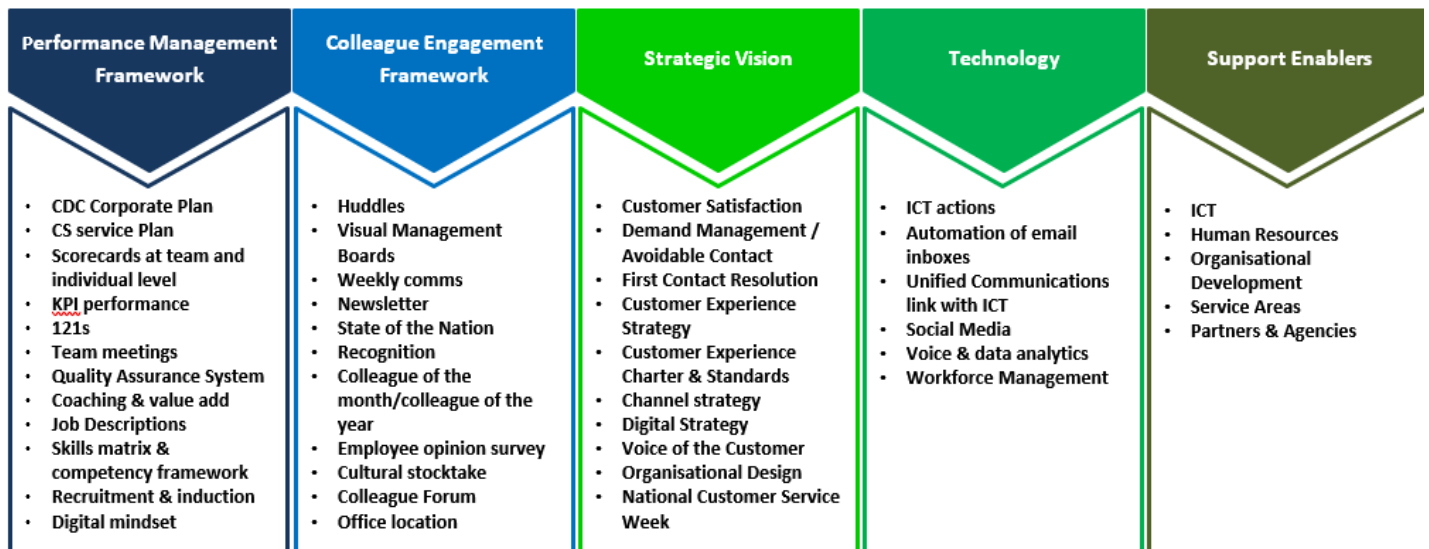 Performance Management
Framework
• CDC Corporate Plan
• CS service Plan
• Scorecards at team and
individual level
• KPI performance
• 121s
• Team meetings
• Quality Assurance System
• Coaching & value add
• Job Descriptions
• Skills matrix &
competency framework
• Recruitment & induction
• Digital mindset
Colleague Engagement
Framework
• Huddles
• Visual Management
Boards
• Weekly comms
• Newsletter
• State of the Nation
• Recognition
• Colleague of the
month/colleague of the
year
• Employee opinion survey
• Cultural stocktake
• Colleague Forum
• Office location
Strategic Vision
• Customer Satisfaction
• Demand Management /
Avoidable Contact
• First Contact Resolution
• Customer Experience
Strategy
• Customer Experience
Charter & Standards
• Channel strategy
• Digital Strategy
• Voice of the Customer
• Organisational Design
• National Customer Service
Week
Technology
• ICT actions
• Automation of email
inboxes
• Unified Communications
link with ICT
• Social Media
• Voice & data analytics
• Workforce Management
Support Enablers
• ICT
• Human Resources
• Organisational
Development
• Service Areas
• Partners & Agencies